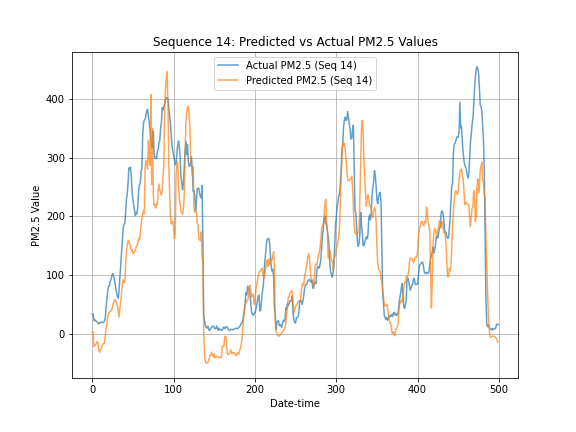 Sequence 14: Predicted vs Actual PM2.5 Values
Actual PM2.5 (Seq 14)
Predicted PM2.5 (Seq 14)
PM2.5 Value
400
300
200
100
0
0 100 200 300 400 500
Date-time